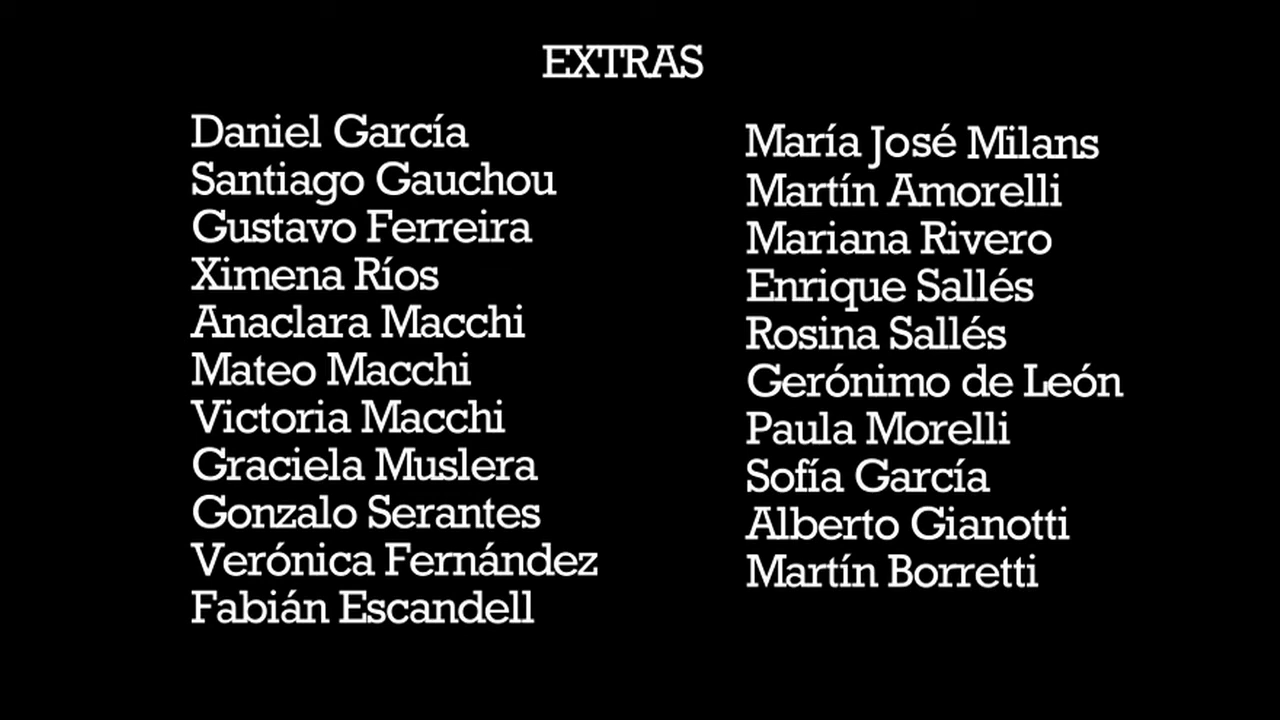 EXTRAS
Daniel García
Santiago Gauchou
Gustavo Ferreira
Ximena Ríos
Anaclara Macchi
Mateo Macchi
Victoria Macchi
Graciela Muslera
Gonzalo Serantes
Verónica Fernández
Fabián Escandell
María José Milans
Martín Amorelli
Mariana Rivero
Enrique Sallés
Rosina Sallés
Gerónimo de León
Paula Morelli
Sofía García
Alberto Gianotti
Martín Borretti